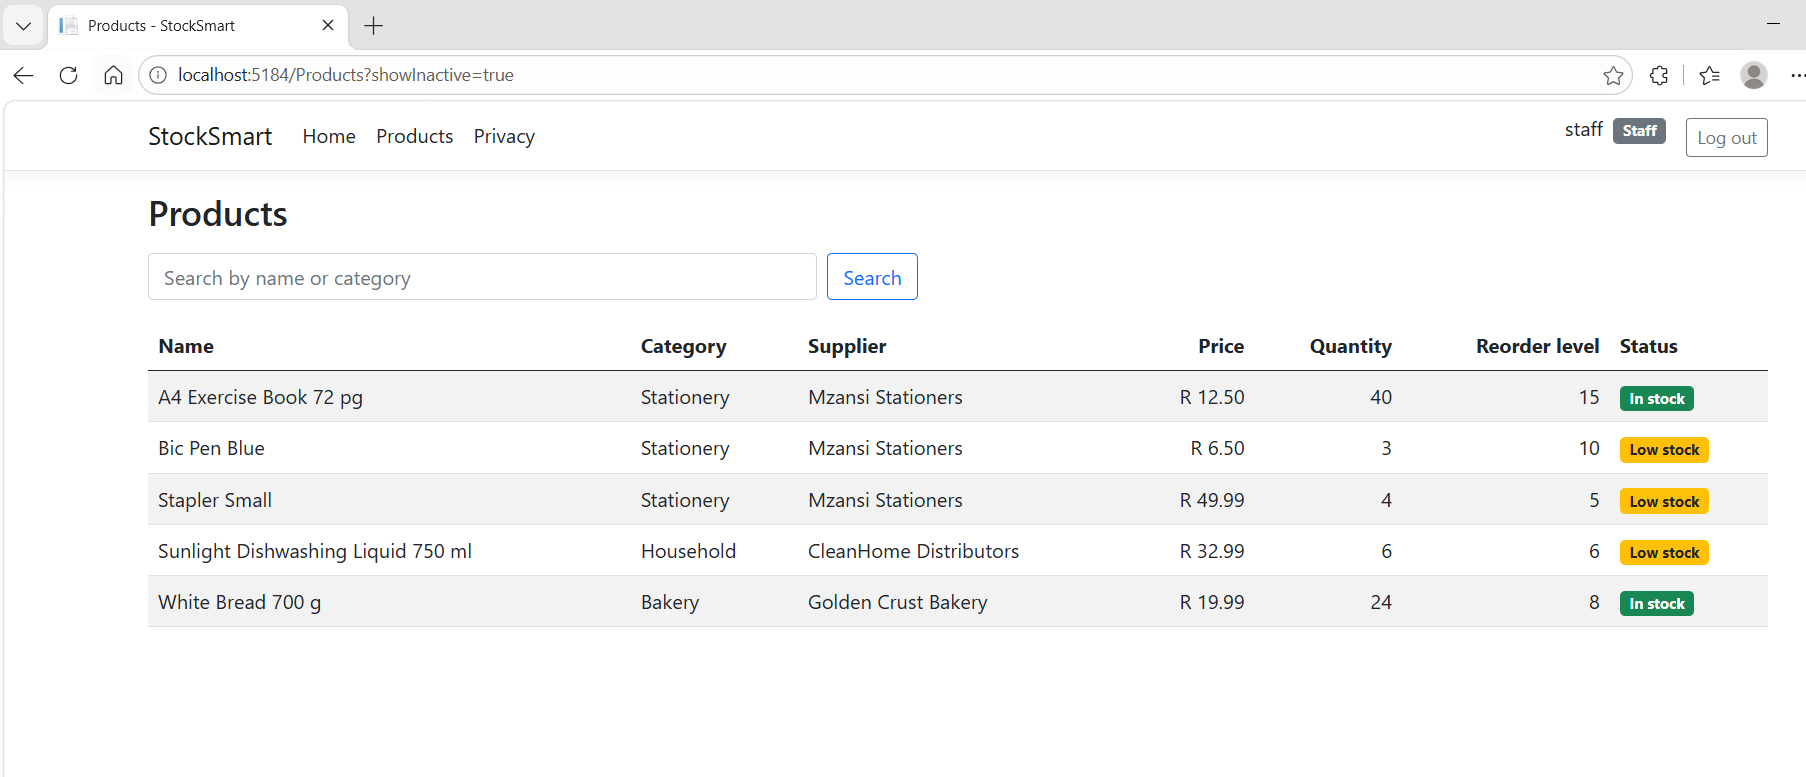 Products - StockSmart
localhost:5184/Products?showInactive=true
StockSmart Home Products Privacy staff Staff Log out
Products
Search by name or category Search
Name Category Supplier Price Quantity Reorder level Status
A4 Exercise Book 72 pg Stationery Mzansi Stationers R 12.50 40 15 In stock
Bic Pen Blue Stationery Mzansi Stationers R 6.50 3 10 Low stock
Stapler Small Stationery Mzansi Stationers R 49.99 4 5 Low stock
Sunlight Dishwashing Liquid 750 ml Household CleanHome Distributors R 32.99 6 6 Low stock
White Bread 700 g Bakery Golden Crust Bakery R 19.99 24 8 In stock